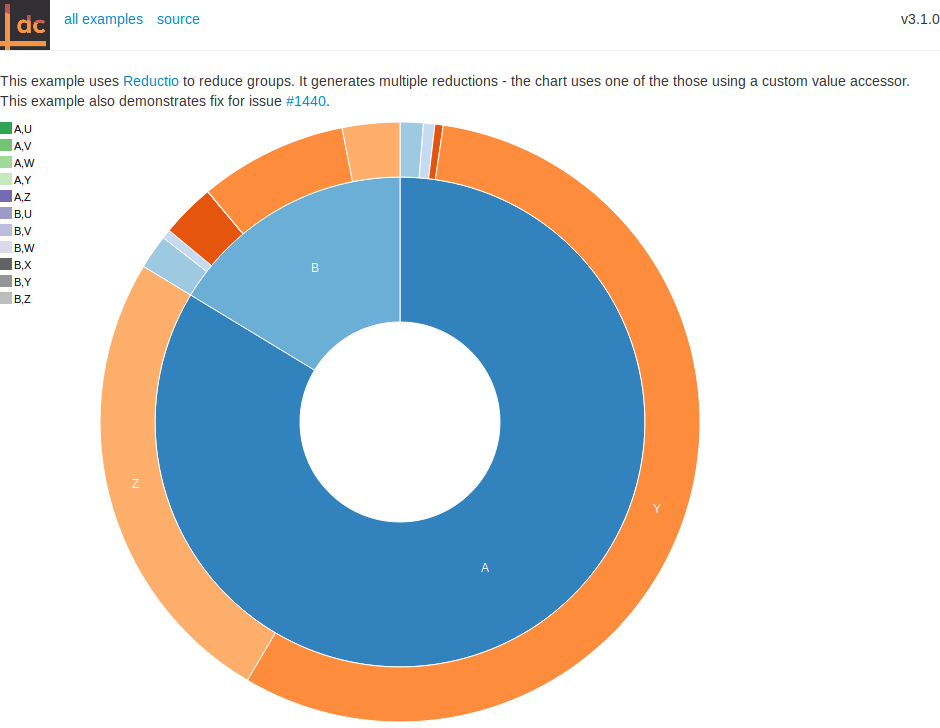 dc all examples source v3.1.0
This example uses Reductio to reduce groups. It generates multiple reductions - the chart uses one of the those using a custom value accessor.
This example also demonstrates fix for issue #1440.
A,U
A,V
A,W
A,Y
A,Z
B,U
B,V
B,W
B,X
B,Y
B,Z
B
Z
Y
A